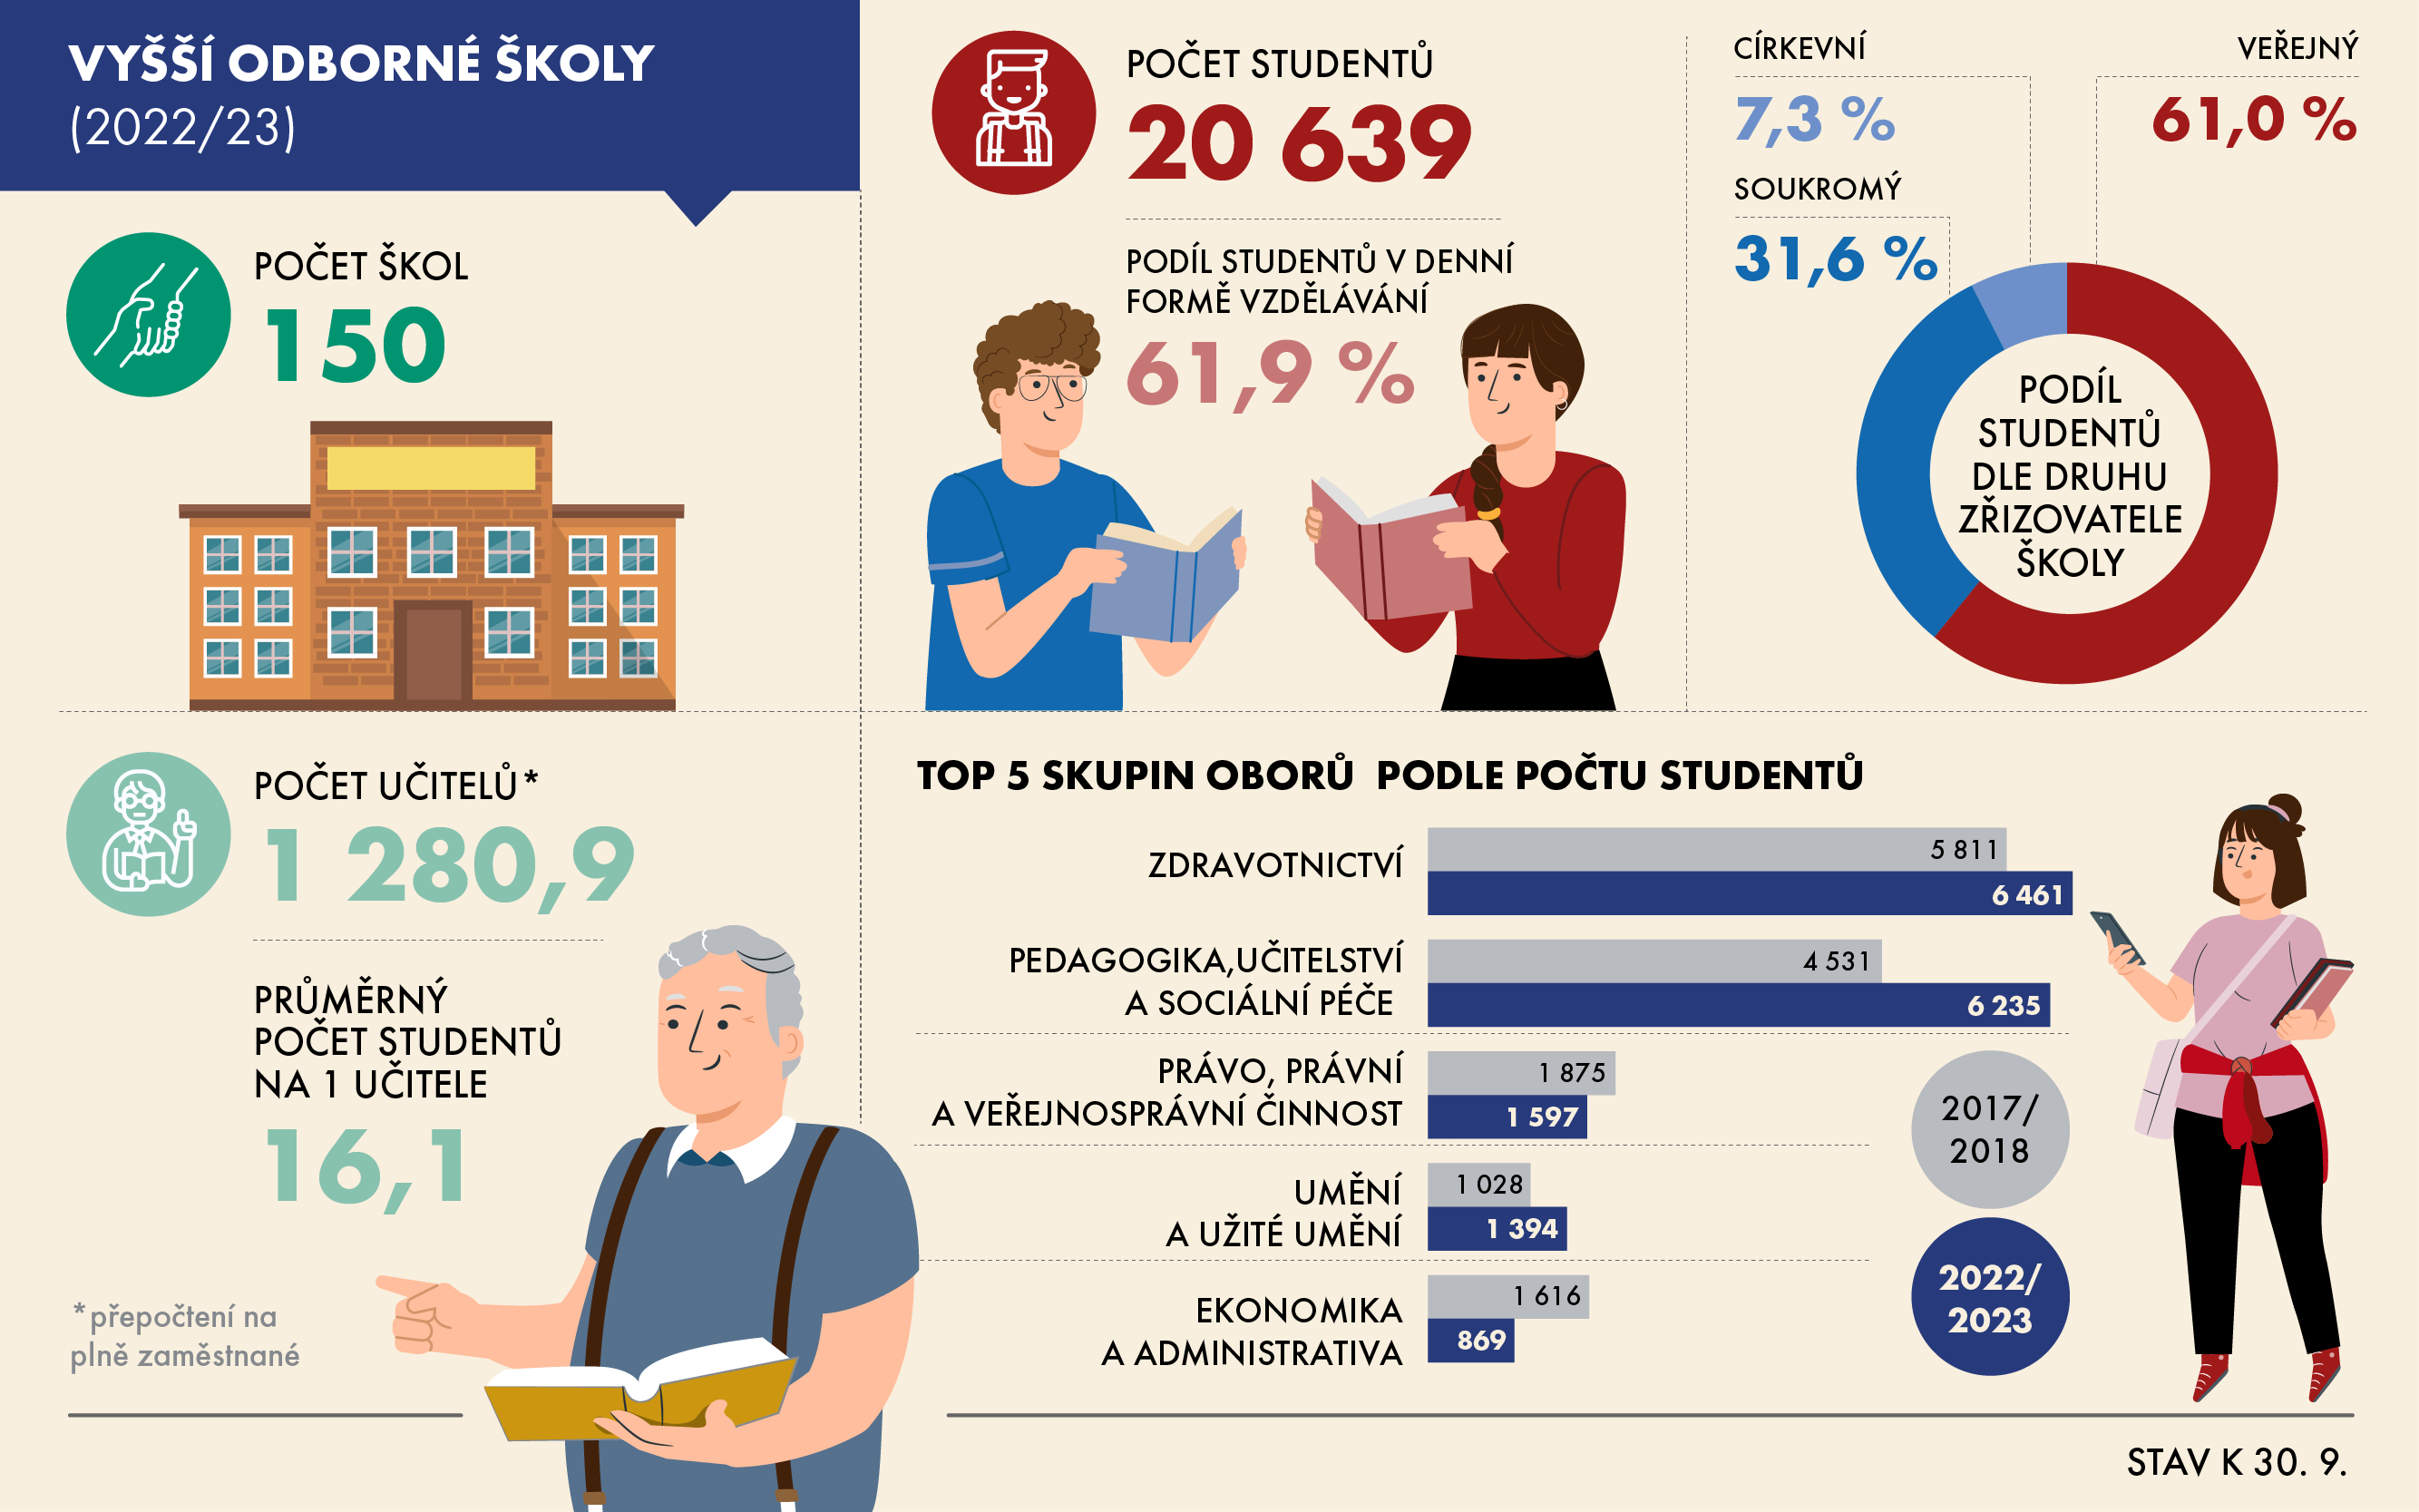 VYŠŠÍ ODBORNÉ ŠKOLY
(2022/23)
POČET ŠKOL
150
POČET STUDENTŮ
20 639
PODÍL STUDENTŮ V DENNÍ
FORMĚ VZDĚLÁVÁNÍ
61,9 %
CÍRKEVNÍ
7,3 %
SOUKROMÝ
31,6 %
VEŘEJNÝ
61,0 %
PODÍL
STUDENTŮ
DLE DRUHU
ZŘIZOVATELE
ŠKOLY
POČET UČITELŮ*
1 280,9
PRŮMĚRNÝ
POČET STUDENTŮ
NA 1 UČITELE
16,1
*přepočtení na
plně zaměstnané
TOP 5 SKUPIN OBORŮ PODLE POČTU STUDENTŮ
ZDRAVOTNICTVÍ
5 811
6 461
PEDAGOGIKA,UČITELSTVÍ
A SOCIÁLNÍ PÉČE
4 531
6 235
PRÁVO, PRÁVNÍ
A VEŘEJNOSPRÁVNÍ ČINNOST
1 875
1 597
UMĚNÍ
A UŽITÉ UMĚNÍ
1 028
1 394
EKONOMIKA
A ADMINISTRATIVA
1 616
869
2017/
2018
2022/
2023
STAV K 30. 9.